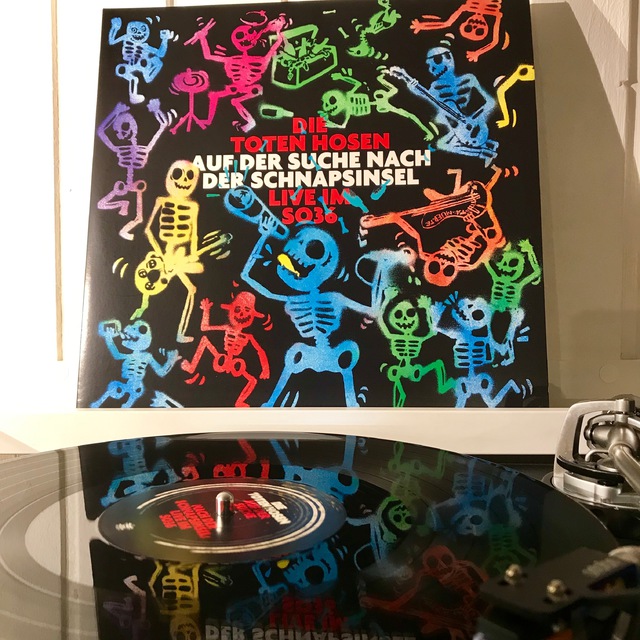 DIE
TOTEN HOSEN
AUF DER SUCHE NACH
DER SCHNAPSINSEL
LIVE IM
SO36